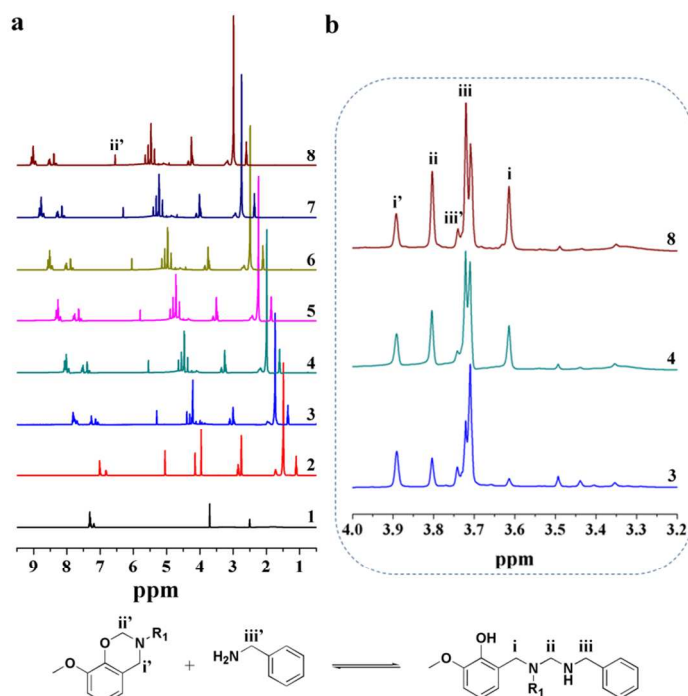 a
ii'
8
7
6
5
4
3
2
1
9 8 7 6 5 4 3 2 1
ppm
b
iii
ii
i
i'
iii'
8
4
3
4.0 3.9 3.8 3.7 3.6 3.5 3.4 3.3 3.2
ppm
ii'
O N R1
O i'
+
iii'
H2N
OH i ii iii
O N N
H
R1